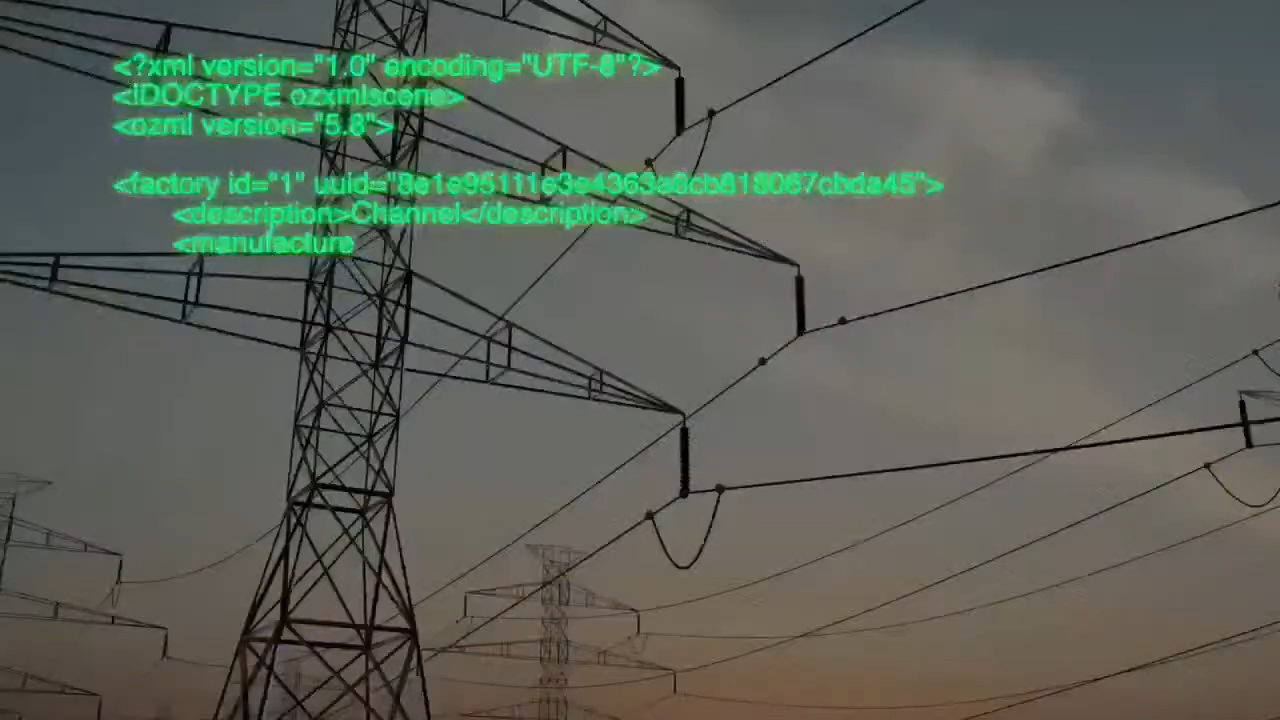 <?xml version="1.0" encoding="UTF-8"?>
<!DOCTYPE ozxmlscene>
<ozml version="5.8">
<factory id="1" uuid="8e1e95111e3e4363a8cb818067cbda45">
<description>Channel</description>
<manufacture